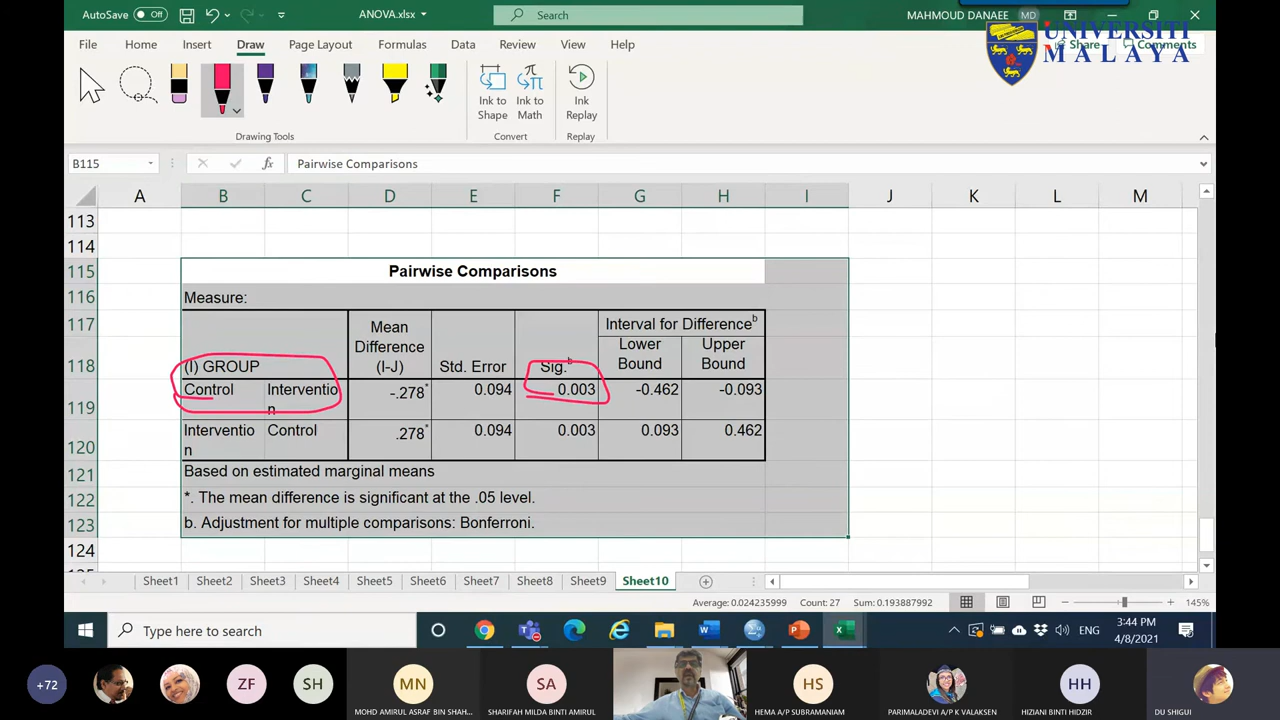 AutoSave Off ANOVA.xlsx Search MAHMOUD DANAEE MD
UNIVERSITI
MALAYA
File Home Insert Draw Page Layout Formulas Data Review View Help Share Comments
Ink to Shape
Ink to Math
Ink Replay
Drawing Tools Convert Replay
B115 fx Pairwise Comparisons
A B C D E F G H I J K L M
113
114
115 Pairwise Comparisons
116 Measure:
117 Mean Difference (I-J) Interval for Difference b
118 (I) GROUP Std. Error Sig. b Lower Bound Upper Bound
119 Control Interventio
n -.278* 0.094 0.003 -0.462 -0.093
120 Interventio
n Control .278* 0.094 0.003 0.093 0.462
121 Based on estimated marginal means
122 *. The mean difference is significant at the .05 level.
123 b. Adjustment for multiple comparisons: Bonferroni.
124
Sheet1 Sheet2 Sheet3 Sheet4 Sheet5 Sheet6 Sheet7 Sheet8 Sheet9 Sheet10
Average: 0.024235999 Count: 27 Sum: 0.193887992 145%
Type here to search ENG 3:44 PM
4/8/2021
+72 ZF SH MN SA HS HH
MOHD AMIRUL ASRAF BIN SHAH... SHARIFAH MILDA BINTI AMIRUL HEMA A/P SUBRAMANIAM PARIMALADEVI A/P K VALAKSEN HIZIANI BINTI HIDZIR DU SHIGUI